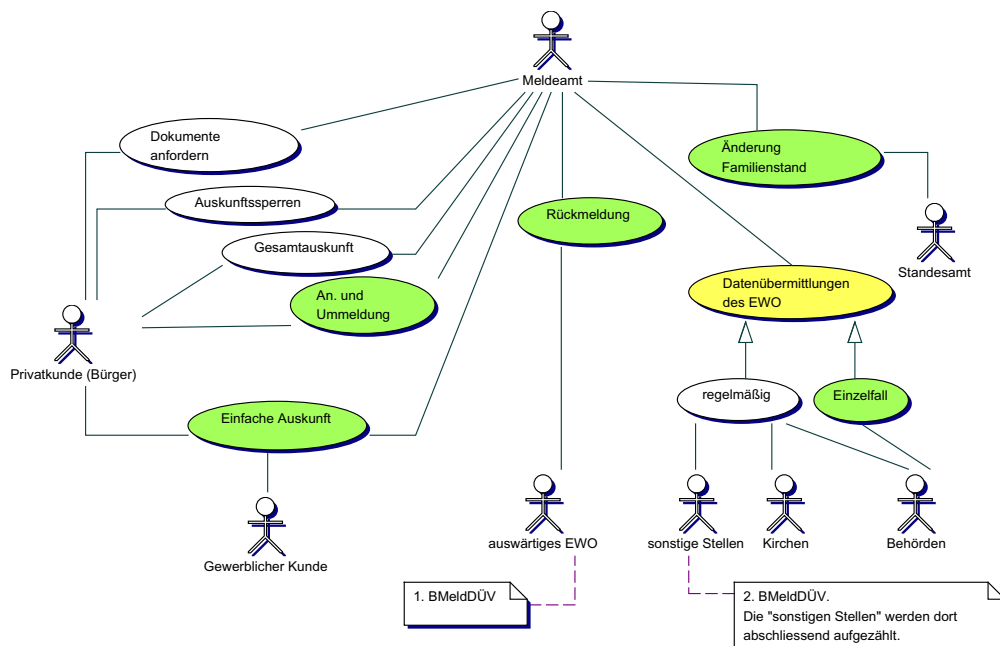 Meldeamt
Dokumente
anfordern
Änderung
Familienstand
Auskunftssperren
Rückmeldung
Gesamtauskunft
Standesamt
An. und
Ummeldung
Datenübermittlungen
des EWO
Privatkunde (Bürger)
regelmäßig
Einzelfall
Einfache Auskunft
auswärtiges EWO
sonstige Stellen
Kirchen
Behörden
Gewerblicher Kunde
1. BMeldDÜV
2. BMeldDÜV.
Die "sonstigen Stellen" werden dort
abschliessend aufgezählt.